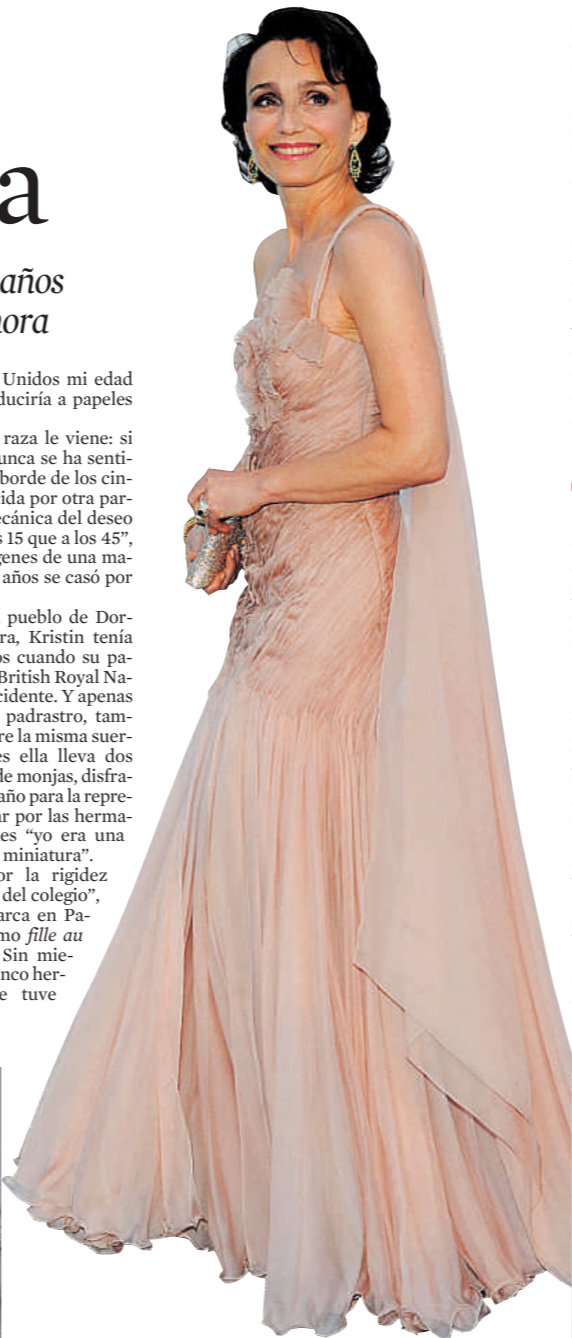 a
años
hora
Unidos mi edad
duciría a papeles
raza le viene: si
unca se ha senti-
borde de los cin-
cida por otra par-
ecánica del deseo
s 15 que a los 45”,
genes de una ma-
años se casó por
pueblo de Dor-
ra, Kristin tenía
os cuando su pa-
British Royal Na-
cidente. Y apenas
padrastro, tam-
re la misma suer-
es ella lleva dos
de monjas, disfra-
año para la repre-
ar por las herma-
es “yo era una
miniatura”.
or la rigidez
del colegio”,
arca en Pa-
mo fille au
Sin mie-
nco her-
e tuve